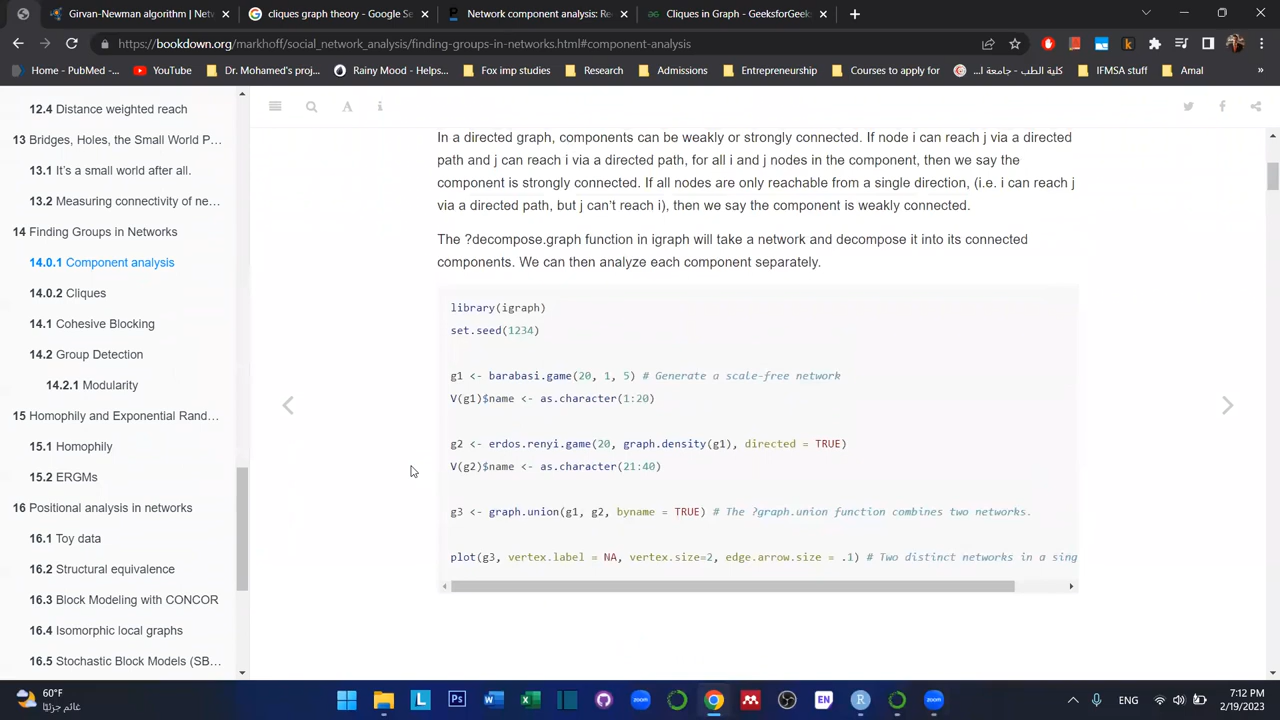 Girvan-Newman algorithm | | Netw
cliques graph theory - Google Se
Network component analysis: Re
Cliques in Graph - GeeksforGeeks
https://bookdown.org/markhoff/social_network_analysis/finding-groups-in-networks.html#component-analysis
Home - PubMed -...
YouTube
Dr. Mohamed's proj...
Rainy Mood - Helps...
Fox imp studies
Research
Admissions
Entrepreneurship
Courses to apply for
كلية الطب - جامعة ا...
IFMSA stuff
Amal
»
12.4 Distance weighted reach
13 Bridges, Holes, the Small World P...
13.1 It's a small world after all.
13.2 Measuring connectivity of ne...
14 Finding Groups in Networks
14.0.1 Component analysis
14.0.2 Cliques
14.1 Cohesive Blocking
14.2 Group Detection
14.2.1 Modularity
15 Homophily and Exponential Rand...
15.1 Homophily
15.2 ERGMs
16 Positional analysis in networks
16.1 Toy data
16.2 Structural equivalence
16.3 Block Modeling with CONCOR
16.4 Isomorphic local graphs
16.5 Stochastic Block Models (SB...
In a directed graph, components can be weakly or strongly connected. If node i can reach j via a directed
path and j can reach i via a directed path, for all i and j nodes in the component, then we say the
component is strongly connected. If all nodes are only reachable from a single direction, (i.e. i can reach j
via a directed path, but j can't reach i), then we say the component is weakly connected.
The ?decompose.graph function in igraph will take a network and decompose it into its connected
components. We can then analyze each component separately.
library(igraph)
set.seed(1234)
g1 <- barabasi.game(20, 1, 5) # Generate a scale-free network
V(g1)$name <- as.character(1:20)
g2 <- erdos.renyi.game(20, graph.density(g1), directed = TRUE)
V(g2)$name <- as.character(21:40)
g3 <- graph.union(g1, g2, byname = TRUE) # The ?graph.union function combines two networks.
plot(g3, vertex.label = NA, vertex.size=2, edge.arrow.size = .1) # Two distinct networks in a sing
60°F
غائم جزئيًا
ENG
7:12 PM
2/19/2023